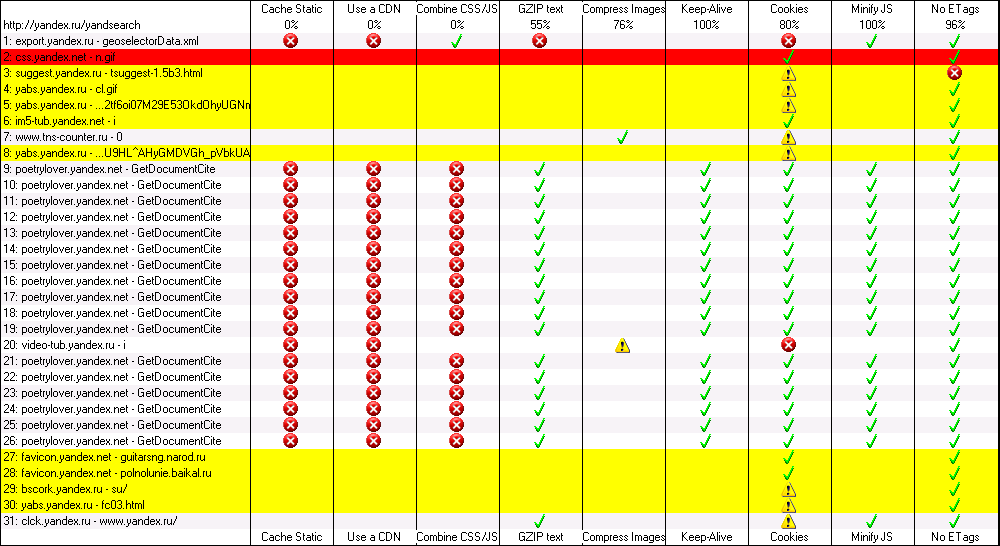 Cache Static Use a CDN Combine CSS/JS GZIP text Compress Images Keep-Alive Cookies Minify JS No ETags
http://yandex.ru/yandsearch 0% 0% 0% 55% 76% 100% 80% 100% 96%
1: export.yandex.ru - geoselectorData.xml
2: css.yandex.net - n.gif
3: suggest.yandex.ru - tsuggest-1.5b3.html
4: yabs.yandex.ru - cl.gif
5: yabs.yandex.ru - ...2tf6oi07M29E53OkdOhyUGNn
6: im5-tub.yandex.net - i
7: www.tns-counter.ru - 0
8: yabs.yandex.ru - ...U9HL^AHyGMDVGh_pVbkUA
9: poetrylover.yandex.net - GetDocumentCite
10: poetrylover.yandex.net - GetDocumentCite
11: poetrylover.yandex.net - GetDocumentCite
12: poetrylover.yandex.net - GetDocumentCite
13: poetrylover.yandex.net - GetDocumentCite
14: poetrylover.yandex.net - GetDocumentCite
15: poetrylover.yandex.net - GetDocumentCite
16: poetrylover.yandex.net - GetDocumentCite
17: poetrylover.yandex.net - GetDocumentCite
18: poetrylover.yandex.net - GetDocumentCite
19: poetrylover.yandex.net - GetDocumentCite
20: video-tub.yandex.ru - i
21: poetrylover.yandex.net - GetDocumentCite
22: poetrylover.yandex.net - GetDocumentCite
23: poetrylover.yandex.net - GetDocumentCite
24: poetrylover.yandex.net - GetDocumentCite
25: poetrylover.yandex.net - GetDocumentCite
26: poetrylover.yandex.net - GetDocumentCite
27: favicon.yandex.net - guitarsng.narod.ru
28: favicon.yandex.net - polnolunie.baikal.ru
29: bscork.yandex.ru - su/
30: yabs.yandex.ru - fc03.html
31: clck.yandex.ru - www.yandex.ru/
Cache Static Use a CDN Combine CSS/JS GZIP text Compress Images Keep-Alive Cookies Minify JS No ETags